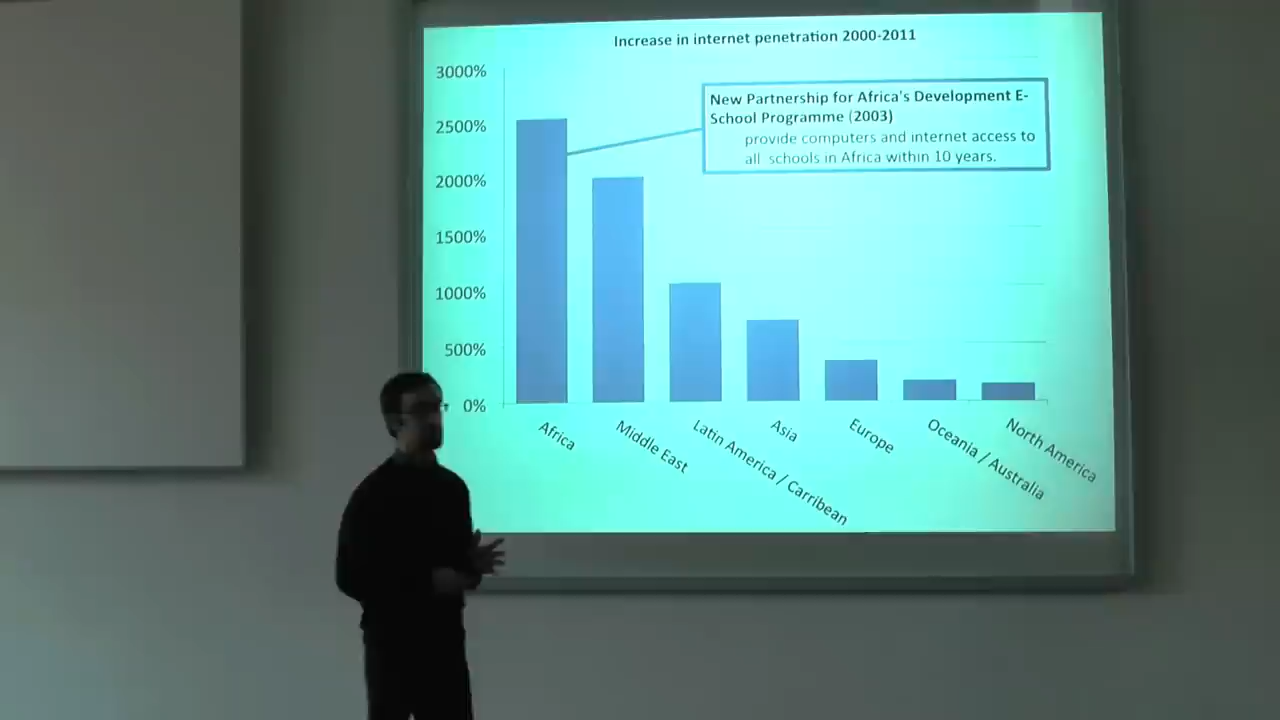 Increase in internet penetration 2000-2011
3000%
2500%
2000%
1500%
1000%
500%
0%
New Partnership for Africa's Development E-
School Programme (2003)
provide computers and internet access to
all schools in Africa within 10 years.
Africa
Middle East
Latin America / Carribean
Asia
Europe
Oceania / Australia
North America